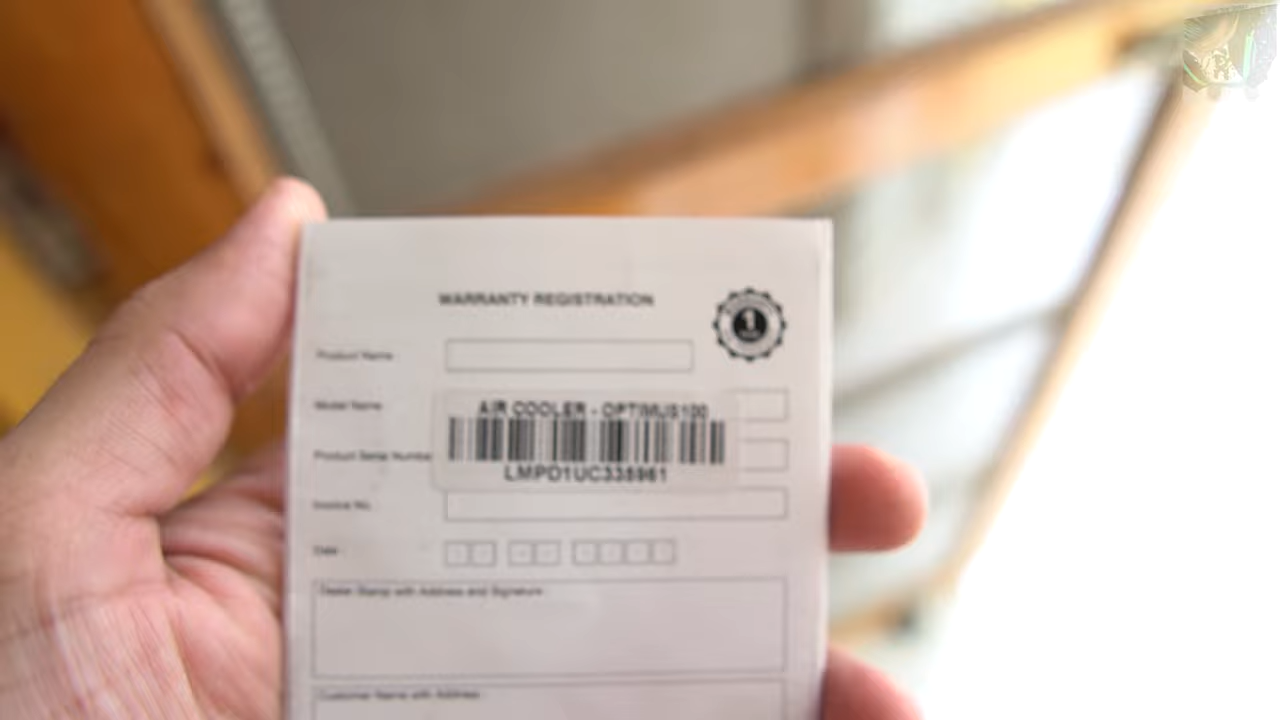 WARRANTY REGISTRATION
1
Product Name
Model Name
AIR COOLER - OPTIMUS100
Product Serial Number
Invoice No.
Date :
Dealer Stamp with Address and Signature :
Customer Name with Address :